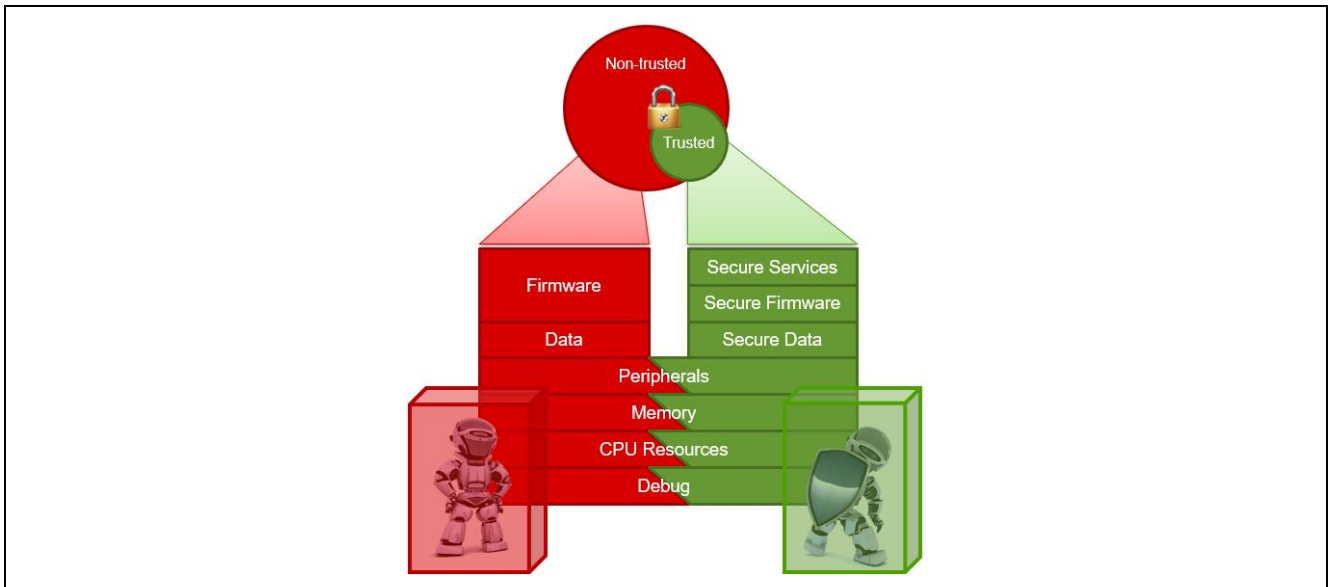 Non-trusted
Trusted
Firmware
Data
Secure Services
Secure Firmware
Secure Data
Peripherals
Memory
CPU Resources
Debug